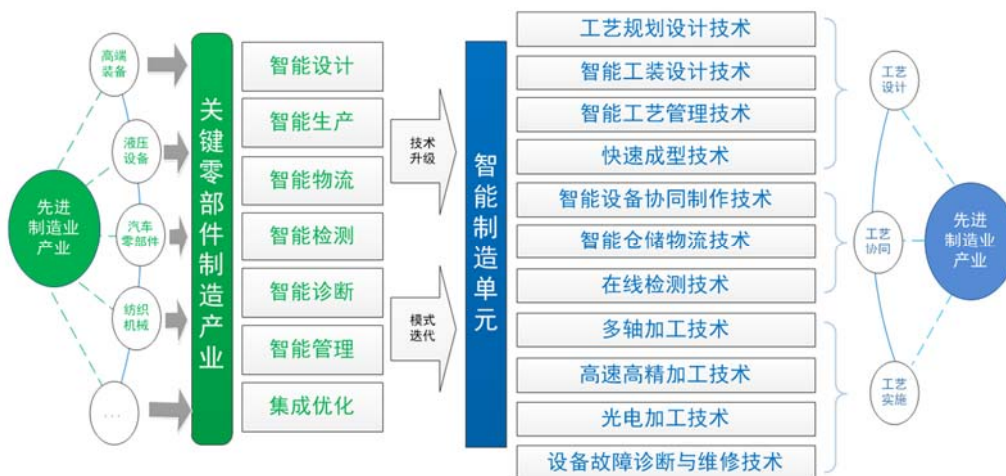 先进
制造业
产业
高端
装备
液压
设备
汽车
零部件
纺织
机械
...
关键零部件制造产业
智能设计
智能生产
智能物流
智能检测
智能诊断
智能管理
集成优化
技术
升级
模式
迭代
智能制造单元
工艺规划设计技术
智能工装设计技术
智能工艺管理技术
快速成型技术
智能设备协同制作技术
智能仓储物流技术
在线检测技术
多轴加工技术
高速高精加工技术
光电加工技术
设备故障诊断与维修技术
工艺
设计
工艺
协同
工艺
实施
先进
制造业
产业